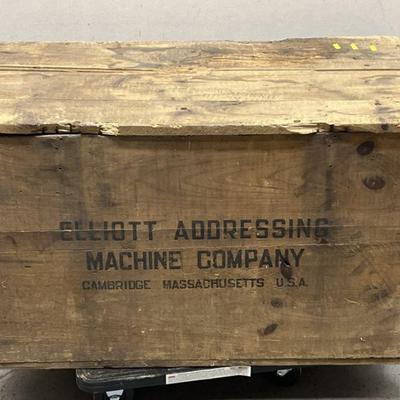 ELLIOTT ADDRESSING
MACHINE COMPANY
CAMBRIDGE MASSACHUSETTS U.S.A.